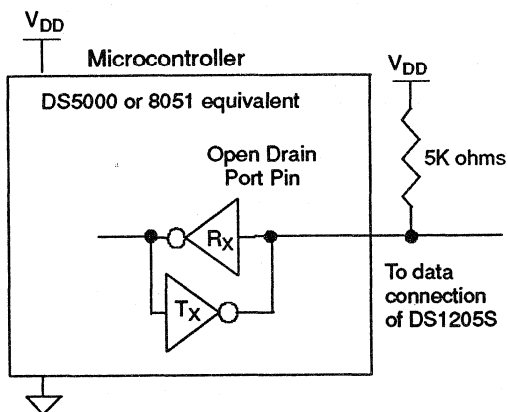 VDD
Microcontroller
VDD
DS5000 or 8051 equivalent
Open Drain
Port Pin
5K ohms
RX
TX
To data
connection
of DS1205S